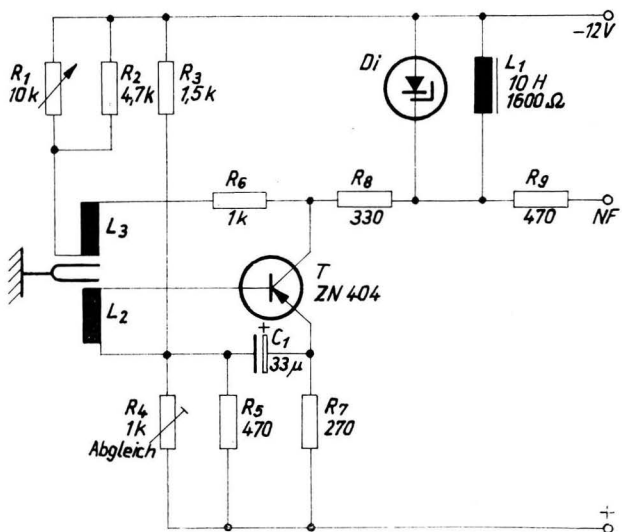 -12V
R1
10k
R2
4,7k
R3
1,5k
Di
L1
10 H
1600 Ω
R6
1k
R8
330
R9
470
NF
L3
L2
T
ZN 404
+
C1
33µ
R4
1k
Abgleich
R5
470
R7
270
+